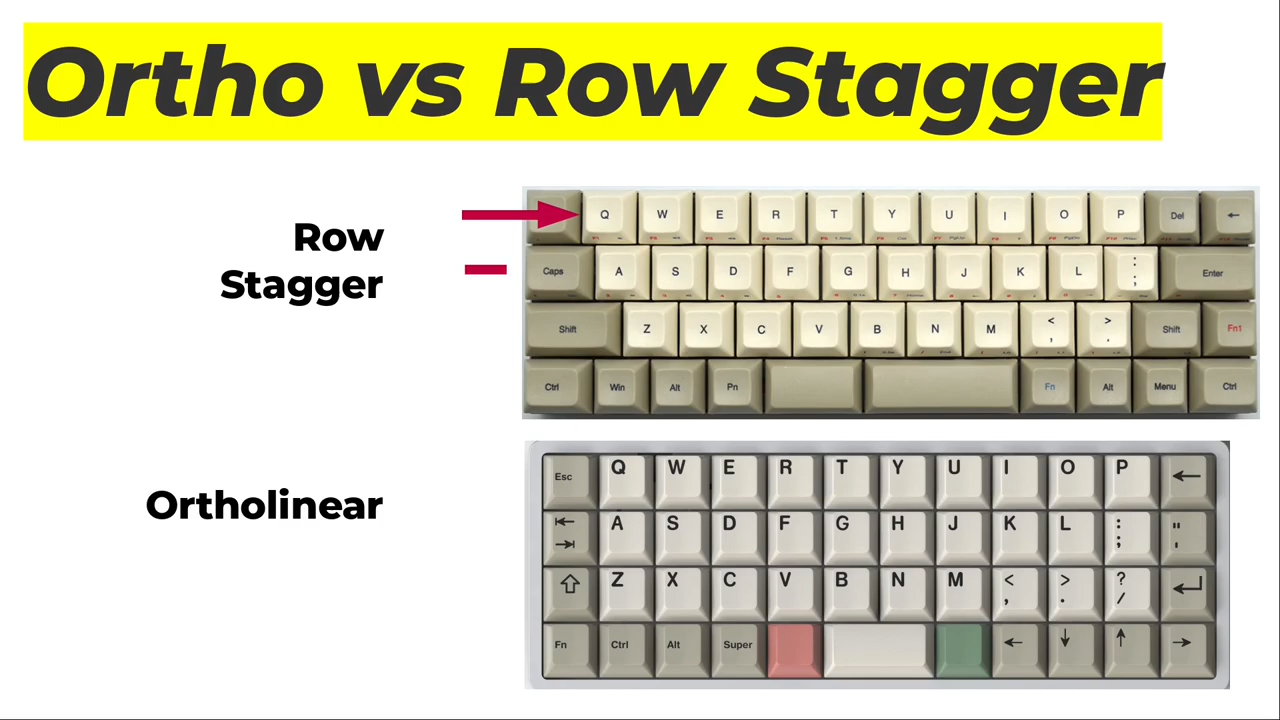 Ortho vs Row Stagger
Row
Stagger
Q W E R T Y U I O P Del ←
Caps A S D F G H J K L : ; Enter
Shift Z X C V B N M < , > . Shift Fn1
Ctrl Win Alt Pn Fn Alt Menu Ctrl
Ortholinear
Esc Q W E R T Y U I O P ←
A S D F G H J K L : ; " '
Z X C V B N M < , > . ? /
Fn Ctrl Alt Super ← ↓ ↑ →